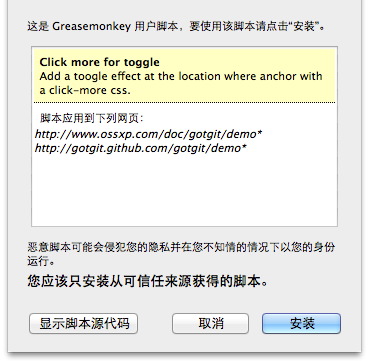 这是 Greasemonkey 用户脚本，要使用该脚本请点击“安装”。
Click more for toggle
Add a toogle effect at the location where anchor with
a click-more css.
脚本应用到下列网页：
http://www.ossxp.com/doc/gotgit/demo*
http://gotgit.github.com/gotgit/demo*
恶意脚本可能会侵犯您的隐私并在您不知情的情况下以您的身份
运行。
您应该只安装从可信任来源获得的脚本。
显示脚本源代码 取消 安装